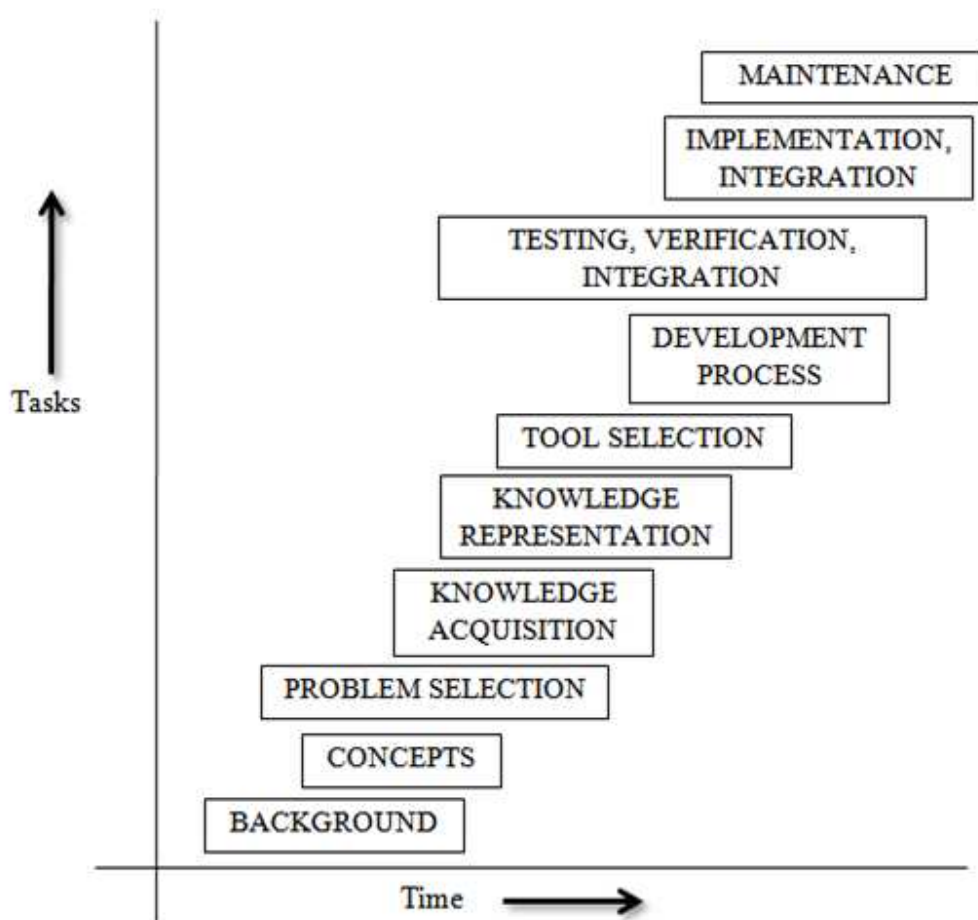 MAINTENANCE
IMPLEMENTATION,
INTEGRATION
TESTING, VERIFICATION,
INTEGRATION
DEVELOPMENT
PROCESS
Tasks
TOOL SELECTION
KNOWLEDGE
REPRESENTATION
KNOWLEDGE
ACQUISITION
PROBLEM SELECTION
CONCEPTS
BACKGROUND
Time